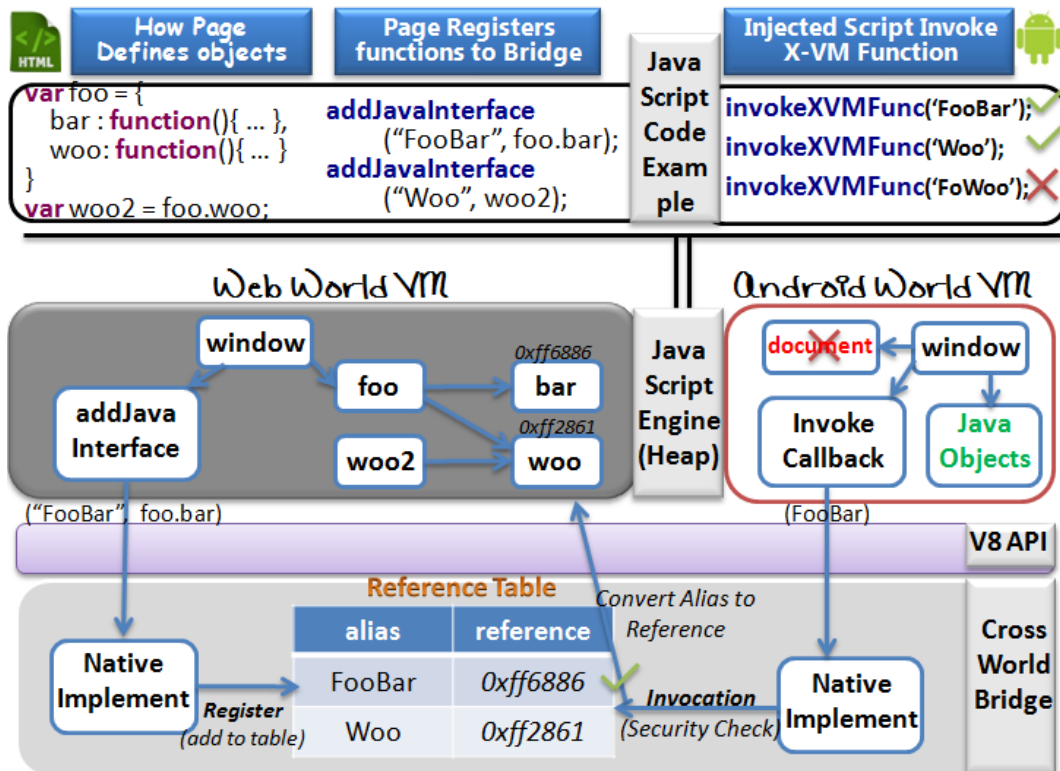 HTML
How Page
Defines objects
Page Registers
functions to Bridge
Injected Script Invoke
X-VM Function
var foo = {
bar : function(){ ... },
woo: function(){ ... }
}
var woo2 = foo.woo;
addJavaInterface
(“FooBar”, foo.bar);
addJavaInterface
(“Woo”, woo2);
Java
Script
Code
Exam
ple
invokeXVMFunc(‘FooBar’);
invokeXVMFunc(‘Woo’);
invokeXVMFunc(‘FoWoo’);
Web World VM
Android World VM
window
addJava
Interface
foo
woo2
0xff6886
bar
0xff2861
woo
Java
Script
Engine
(Heap)
document
window
Invoke
Callback
Java
Objects
(“FooBar”, foo.bar)
(FooBar)
V8 API
Reference Table
alias reference
FooBar 0xff6886
Woo 0xff2861
Native
Implement
Register
(add to table)
Convert Alias to
Reference
Invocation
(Security Check)
Native
Implement
Cross
World
Bridge